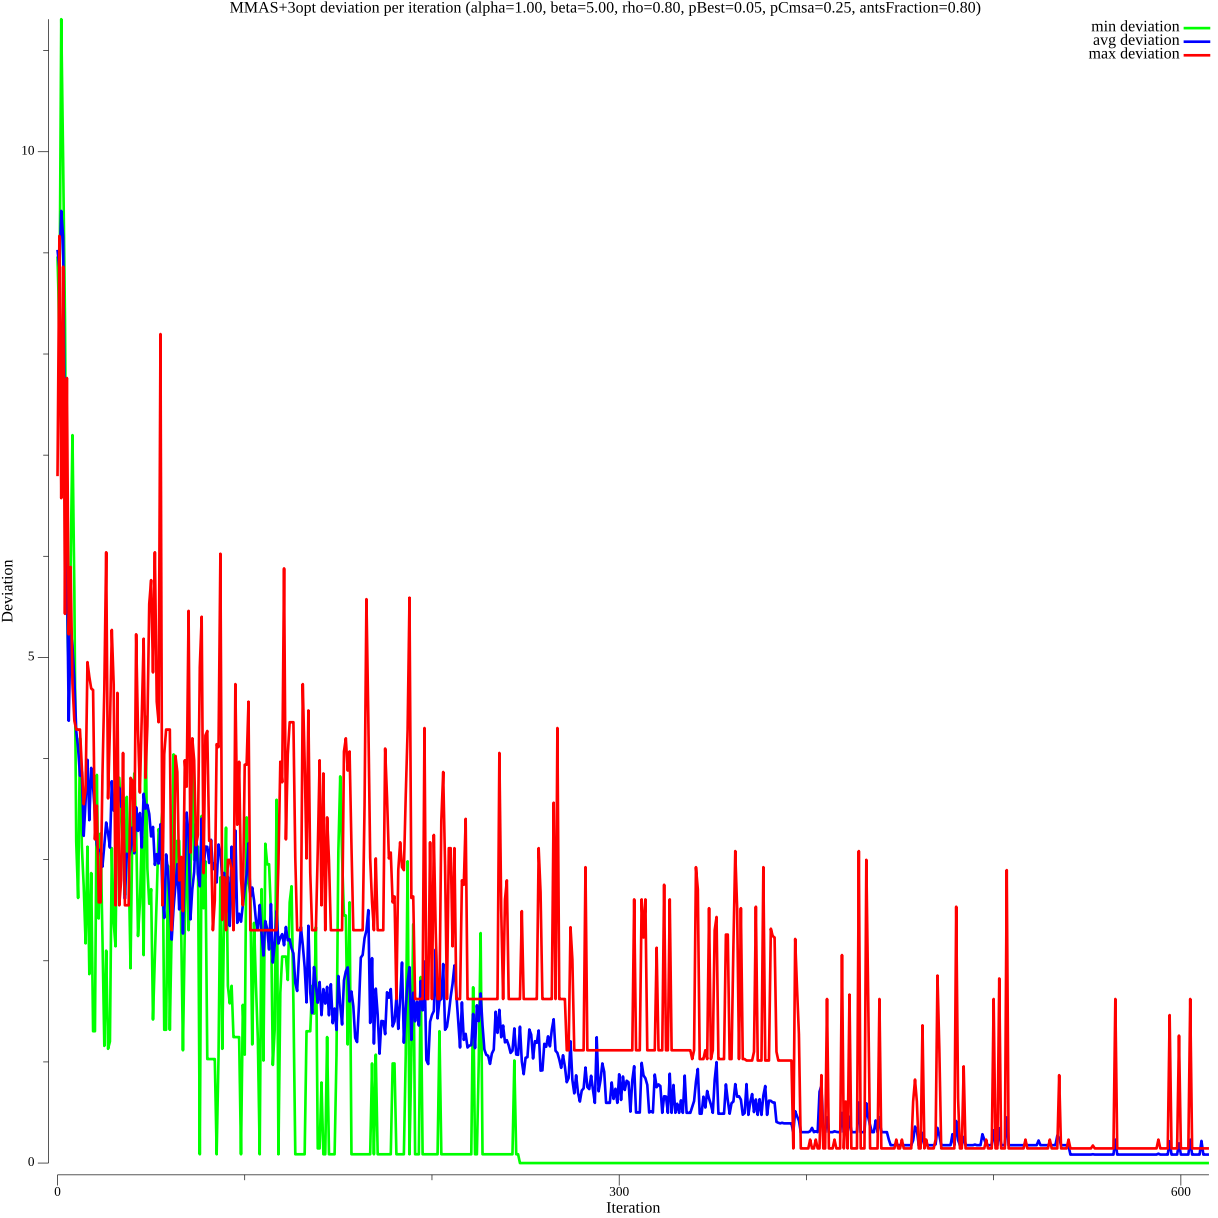 MMAS+3opt deviation per iteration (alpha=1.00, beta=5.00, rho=0.80, pBest=0.05, pCmsa=0.25, antsFraction=0.80)
min deviation
avg deviation
max deviation
10
5
0
Deviation
0
300
600
Iteration